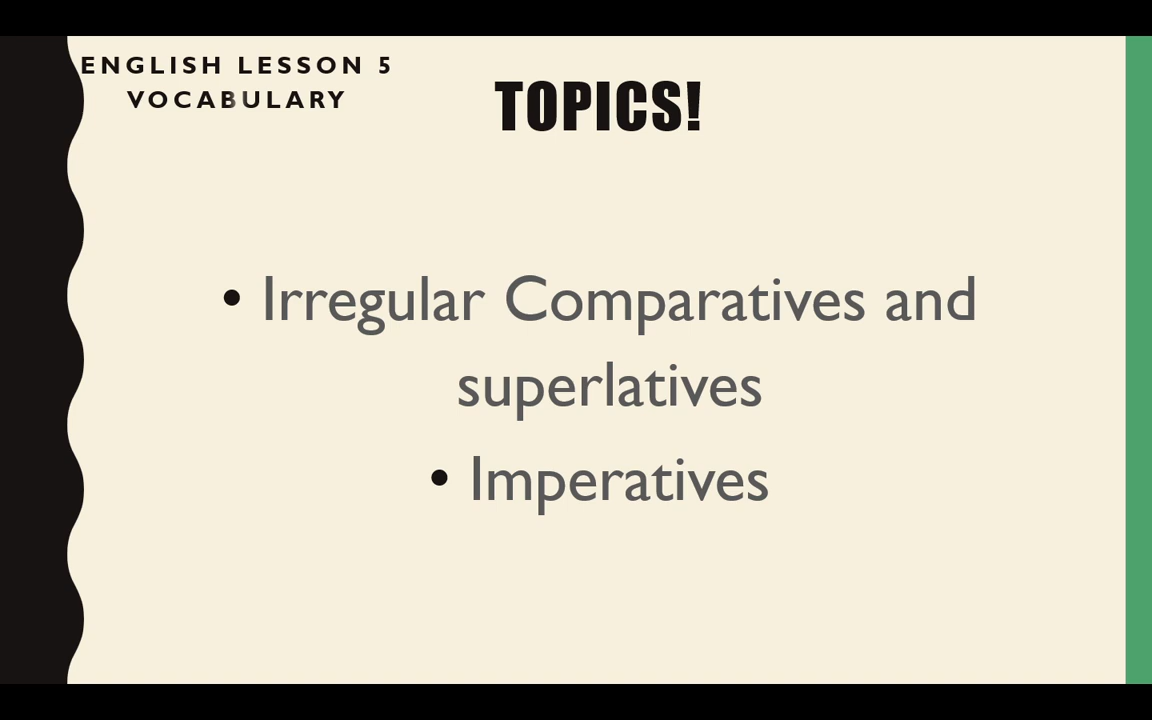 ENGLISH LESSON 5
VOCABULARY
TOPICS!
• Irregular Comparatives and
superlatives
• Imperatives